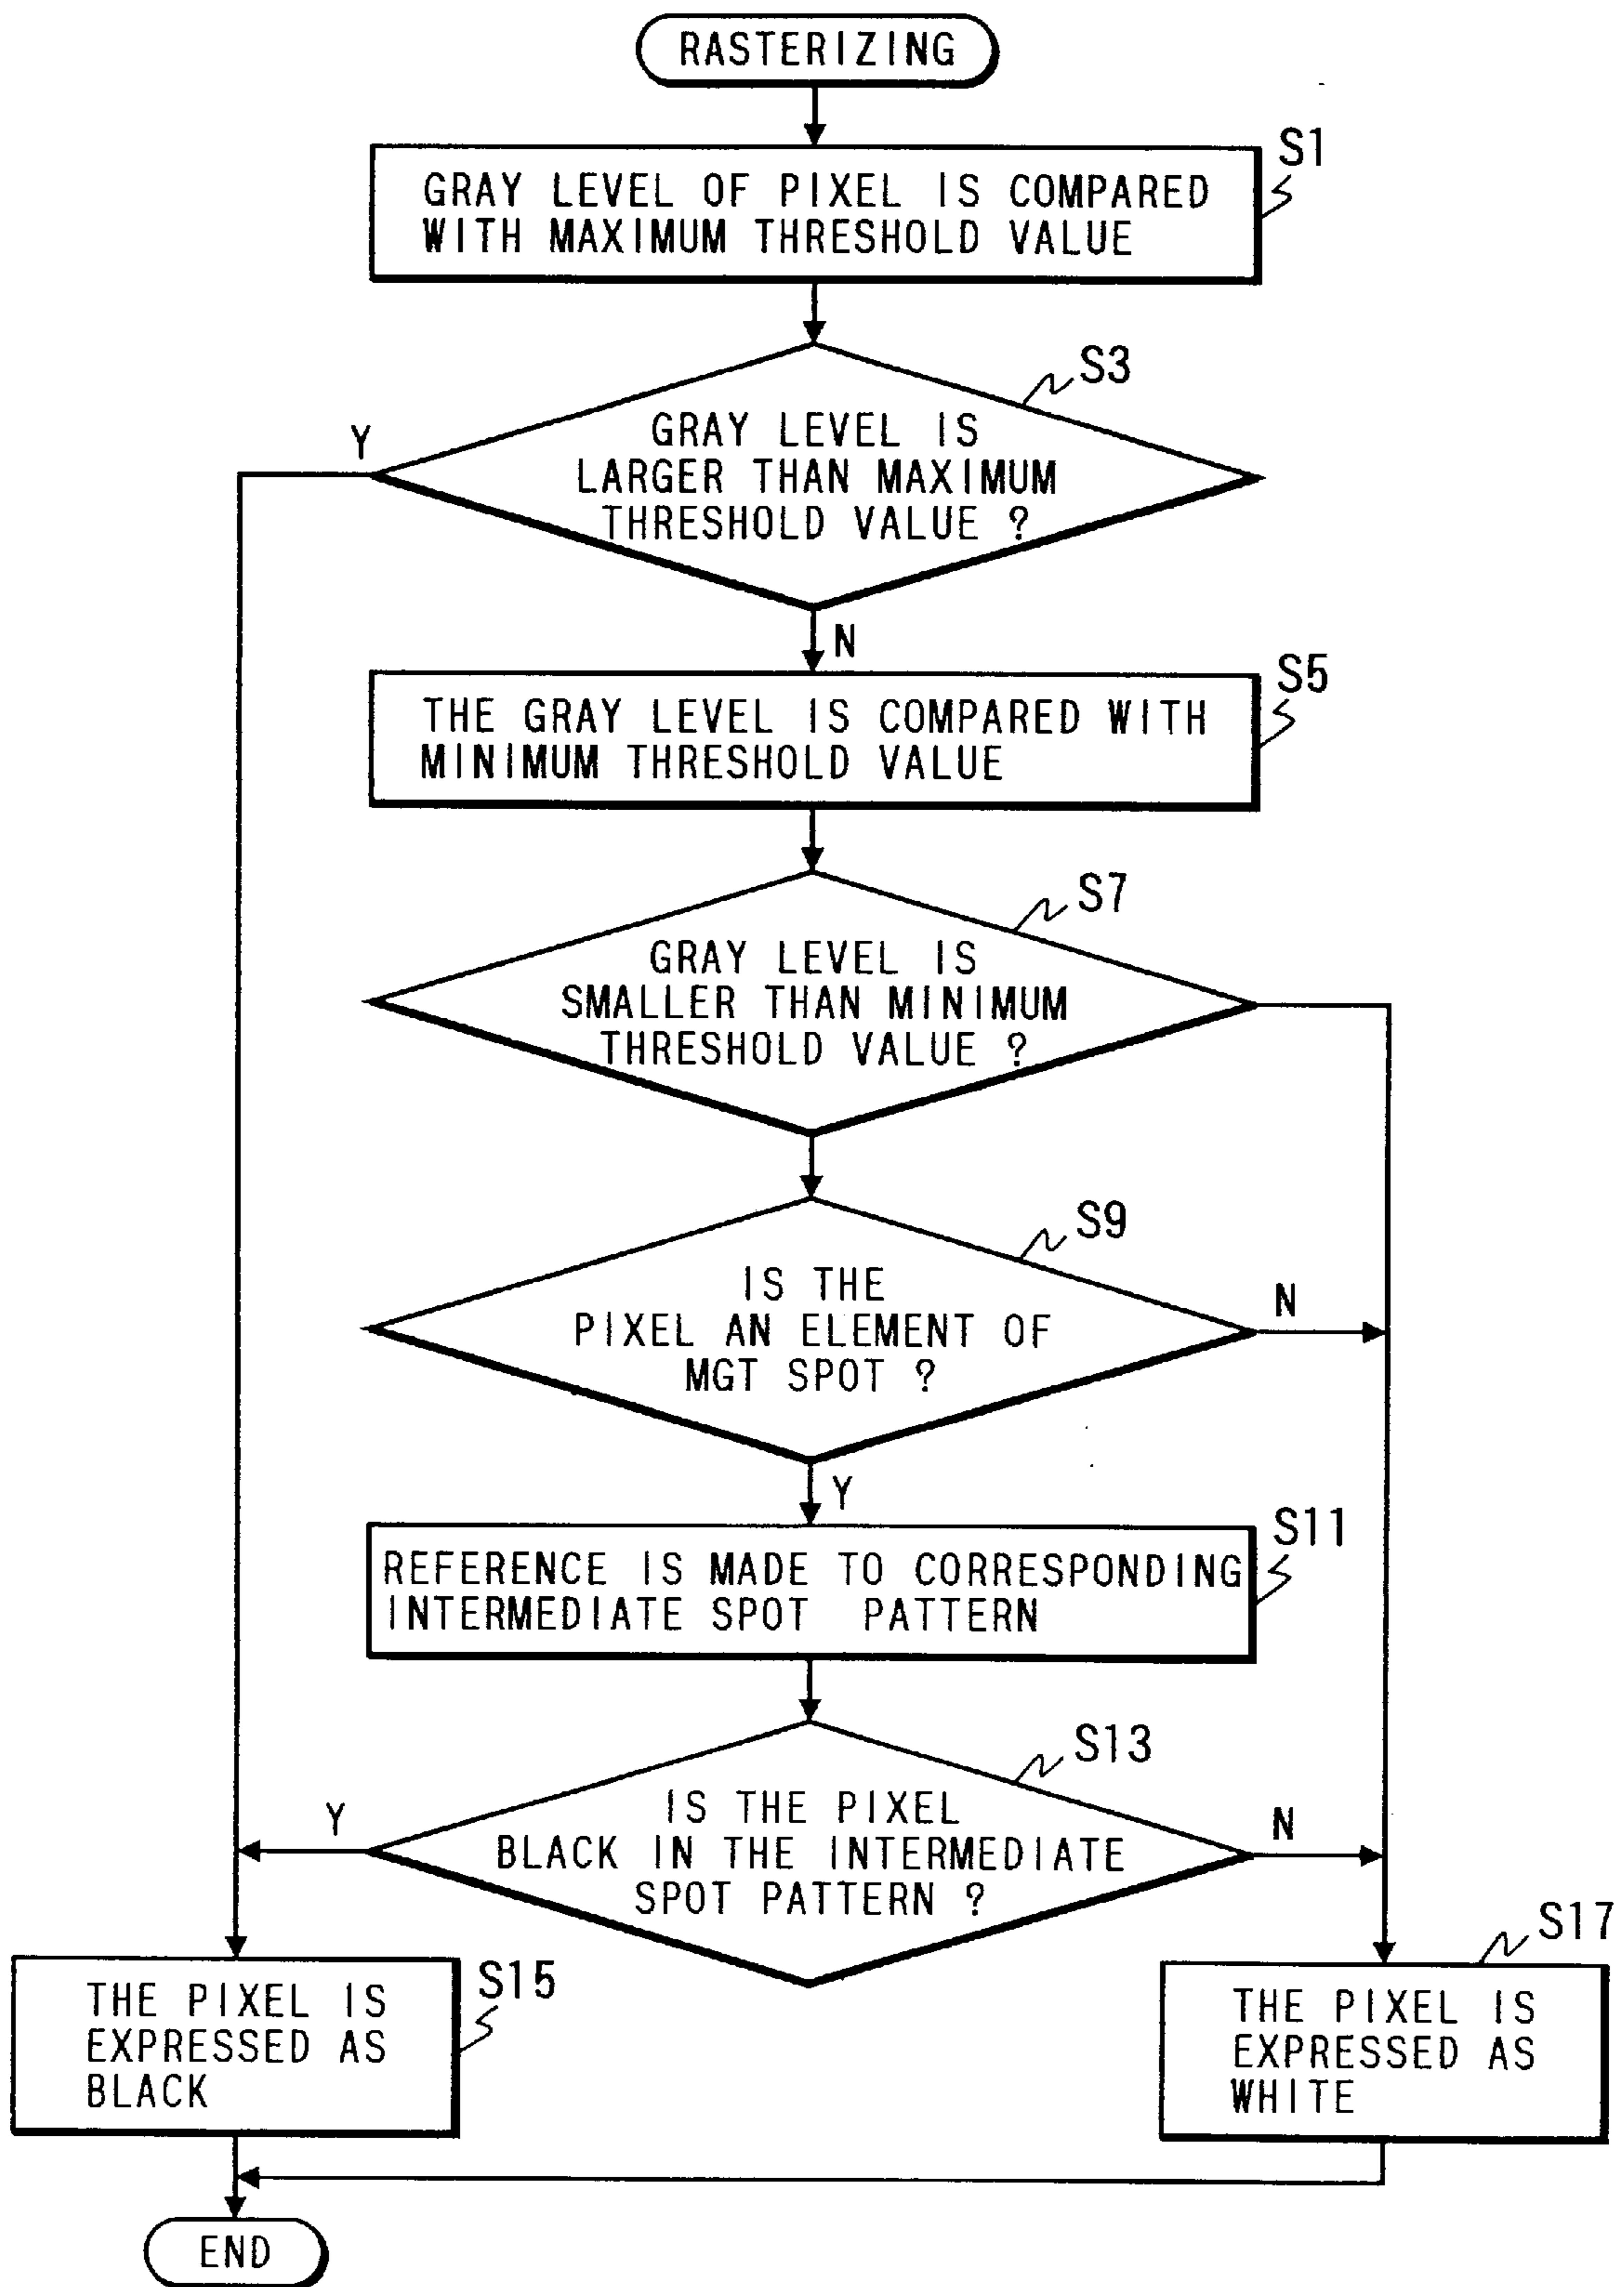 RASTERIZING
S1
GRAY LEVEL OF PIXEL IS COMPARED
WITH MAXIMUM THRESHOLD VALUE
S3
Y
GRAY LEVEL IS
LARGER THAN MAXIMUM
THRESHOLD VALUE ?
N
S5
THE GRAY LEVEL IS COMPARED WITH
MINIMUM THRESHOLD VALUE
S7
GRAY LEVEL IS
SMALLER THAN MINIMUM
THRESHOLD VALUE ?
S9
IS THE
PIXEL AN ELEMENT OF
MGT SPOT ?
N
Y
S11
REFERENCE IS MADE TO CORRESPONDING
INTERMEDIATE SPOT PATTERN
S13
Y
IS THE PIXEL
BLACK IN THE INTERMEDIATE
SPOT PATTERN ?
N
S15
THE PIXEL IS
EXPRESSED AS
BLACK
S17
THE PIXEL IS
EXPRESSED AS
WHITE
END